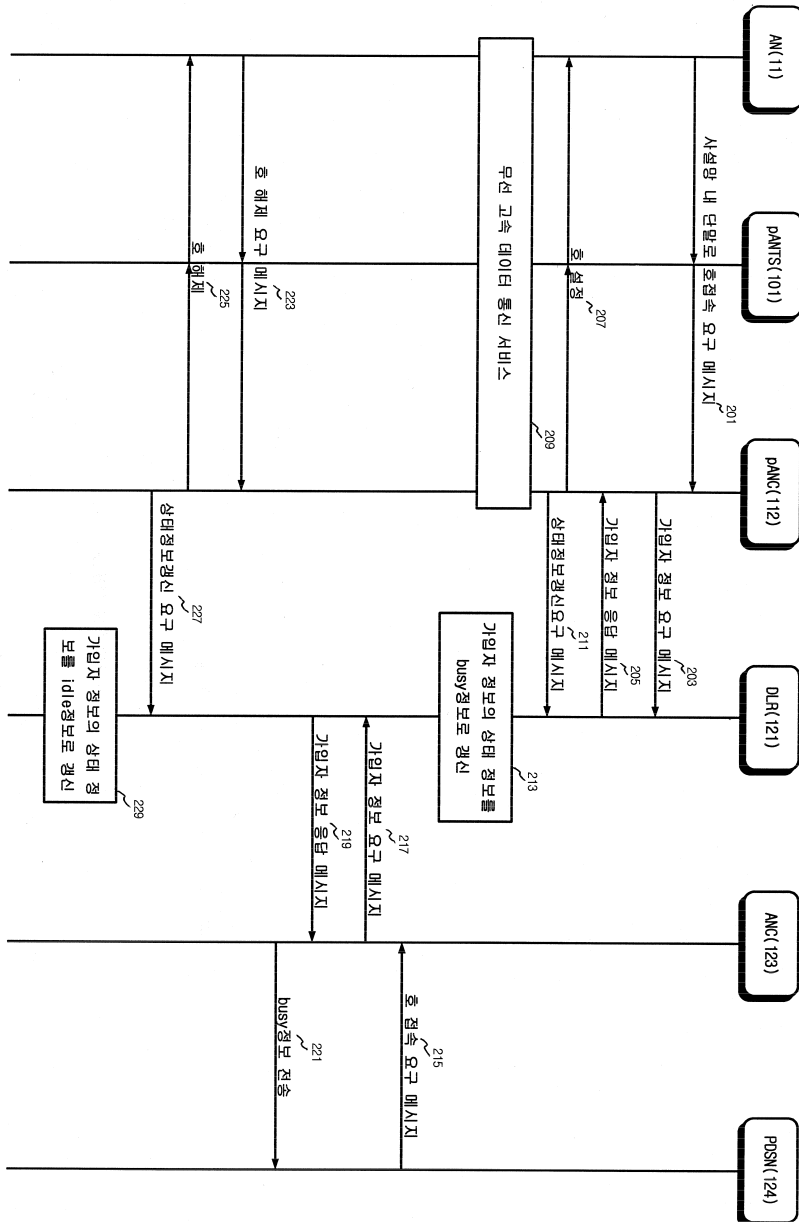 AN(11)
pANTS(101)
pANC(112)
DLR(121)
ANC(123)
PDSN(124)
사설망 내 단말로 호접속 요구 메시지
201
가입자 정보 요구 메시지
203
가입자 정보 응답 메시지
205
호 설정
207
무선 고속 데이터 통신 서비스
209
상태정보갱신요구 메시지
211
가입자 정보의 상태 정보를
busy정보로 갱신
213
호 접속 요구 메시지
215
가입자 정보 요구 메시지
217
가입자 정보 응답 메시지
219
busy정보 전송
221
호 해제 요구 메시지
223
호 해제
225
상태정보갱신 요구 메시지
227
가입자 정보의 상태 정
보를 idle정보로 갱신
229